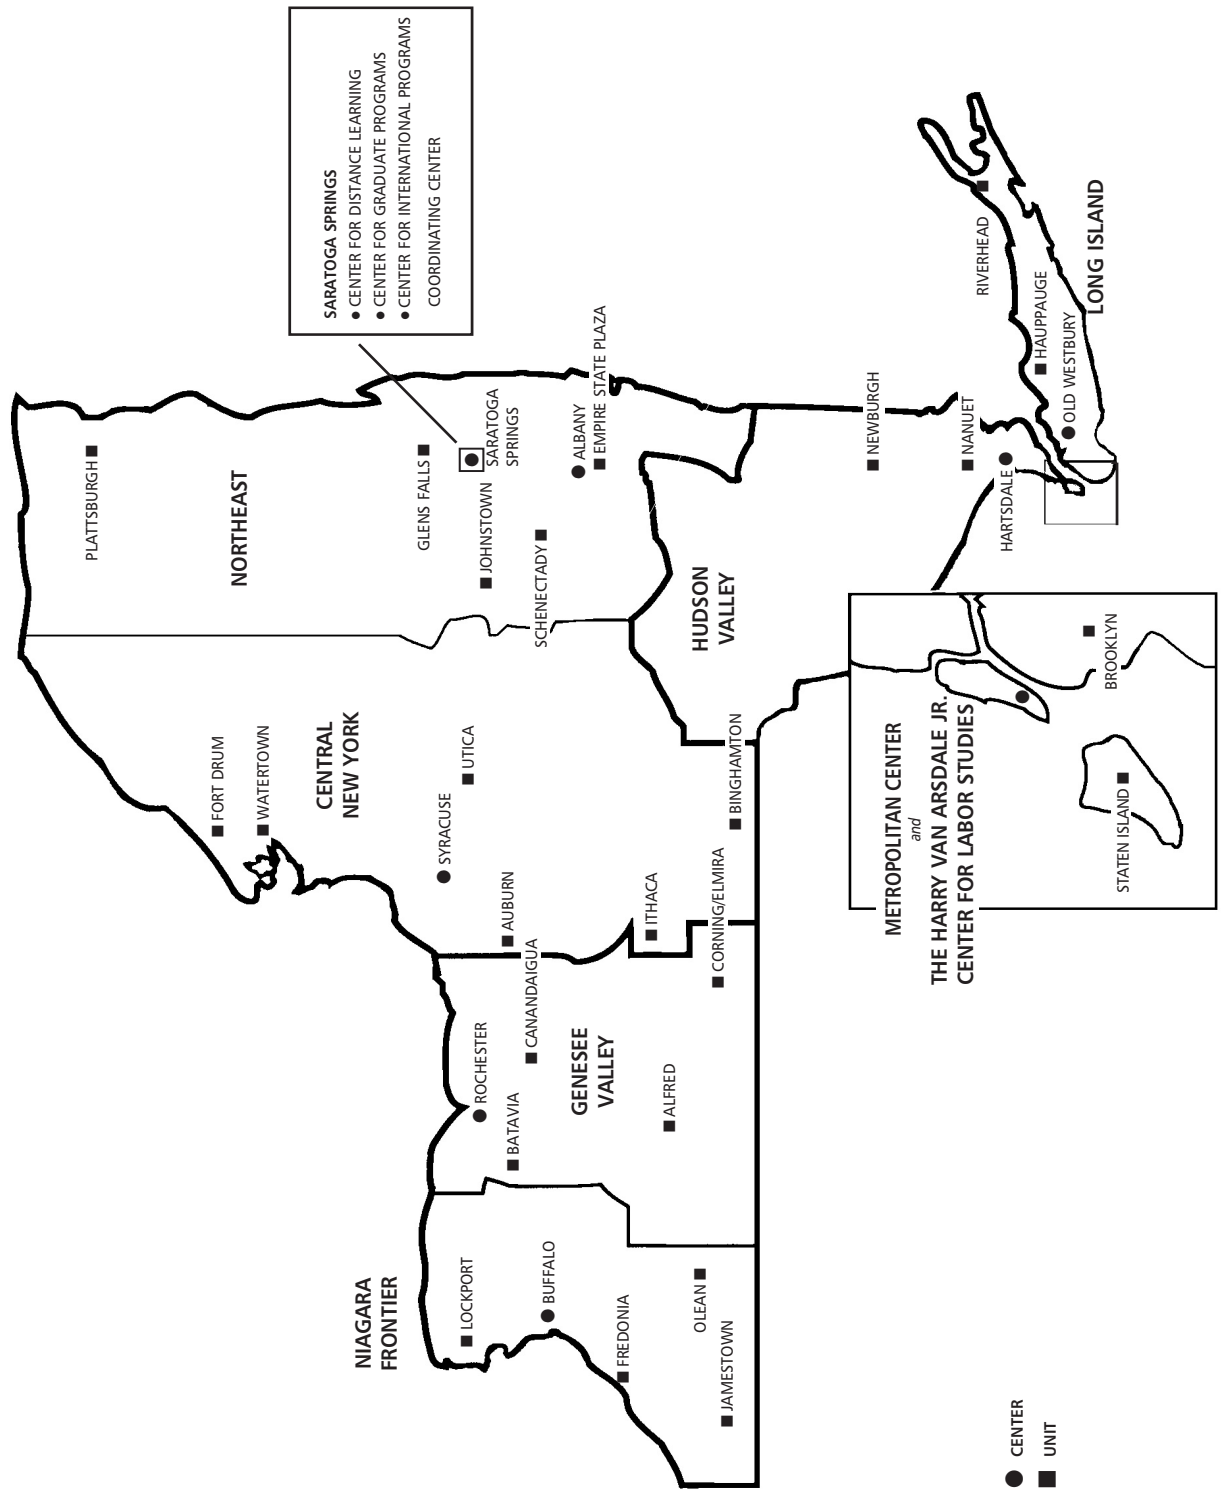 SARATOGA SPRINGS
• CENTER FOR DISTANCE LEARNING
• CENTER FOR GRADUATE PROGRAMS
• CENTER FOR INTERNATIONAL PROGRAMS
COORDINATING CENTER
PLATTSBURGH
NORTHEAST
GLENS FALLS
SARATOGA
SPRINGS
JOHNSTOWN
SCHENECTADY
ALBANY
EMPIRE STATE PLAZA
FORT DRUM
WATERTOWN
CENTRAL
NEW YORK
SYRACUSE
UTICA
AUBURN
ITHACA
BINGHAMTON
NIAGARA
FRONTIER
LOCKPORT
BUFFALO
FREDONIA
OLEAN
JAMESTOWN
ROCHESTER
BATAVIA
CANANDAIGUA
GENESEE
VALLEY
ALFRED
CORNING/ELMIRA
HUDSON
VALLEY
NEWBURGH
NANUET
HARTSDALE
RIVERHEAD
HAUPPAUGE
OLD WESTBURY
LONG ISLAND
METROPOLITAN CENTER
and
THE HARRY VAN ARSDALE JR.
CENTER FOR LABOR STUDIES
BROOKLYN
STATEN ISLAND
CENTER
UNIT